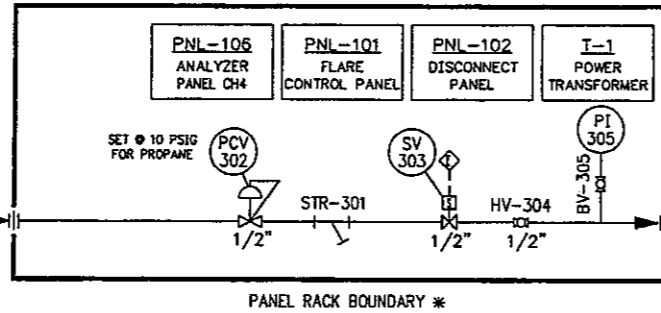 PNL-106
ANALYZER
PANEL CH4
PNL-101
FLARE
CONTROL PANEL
PNL-102
DISCONNECT
PANEL
T-1
POWER
TRANSFORMER
SET @ 10 PSIG
FOR PROPANE
PCV
302
SV
303
PI
305
I
S
STR-301
HV-304
BV-305
1/2"
1/2"
1/2"
PANEL RACK BOUNDARY *